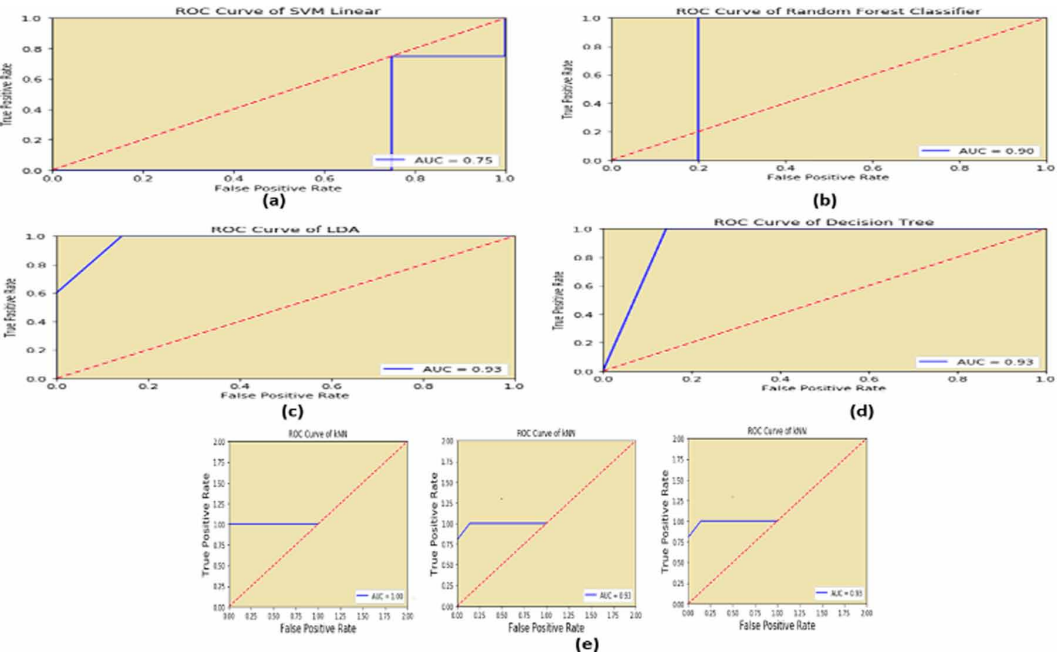 ROC Curve of SVM Linear
True Positive Rate
1.0
0.8
0.6
0.4
0.2
0.0
AUC = 0.75
0.0 0.2 0.4 0.6 0.8 1.0
False Positive Rate
(a)
ROC Curve of Random Forest Classifier
True Positive Rate
1.0
0.8
0.6
0.4
0.2
0.0
AUC = 0.90
0.0 0.2 0.4 0.6 0.8 1.0
False Positive Rate
(b)
ROC Curve of LDA
True Positive Rate
1.0
0.8
0.6
0.4
0.2
0.0
AUC = 0.93
0.0 0.2 0.4 0.6 0.8 1.0
False Positive Rate
(c)
ROC Curve of Decision Tree
True Positive Rate
1.0
0.8
0.6
0.4
0.2
0.0
AUC = 0.93
0.0 0.2 0.4 0.6 0.8 1.0
False Positive Rate
(d)
ROC Curve of kNN
True Positive Rate
2.00
1.75
1.50
1.25
1.00
0.75
0.50
0.25
0.00
AUC = 1.00
0.00 0.25 0.50 0.75 1.00 1.25 1.50 1.75 2.00
False Positive Rate
ROC Curve of kNN
True Positive Rate
2.00
1.75
1.50
1.25
1.00
0.75
0.50
0.25
0.00
AUC =
0.00 0.25 0.50 0.75 1.00 1.25 1.50 1.75 2.00
False Positive Rate
ROC Curve of kNN
True Positive Rate
2.00
1.75
1.50
1.25
1.00
0.75
0.50
0.25
0.00
AUC =
0.00 0.25 0.50 0.75 1.00 1.25 1.50 1.75 2.00
False Positive Rate
(e)